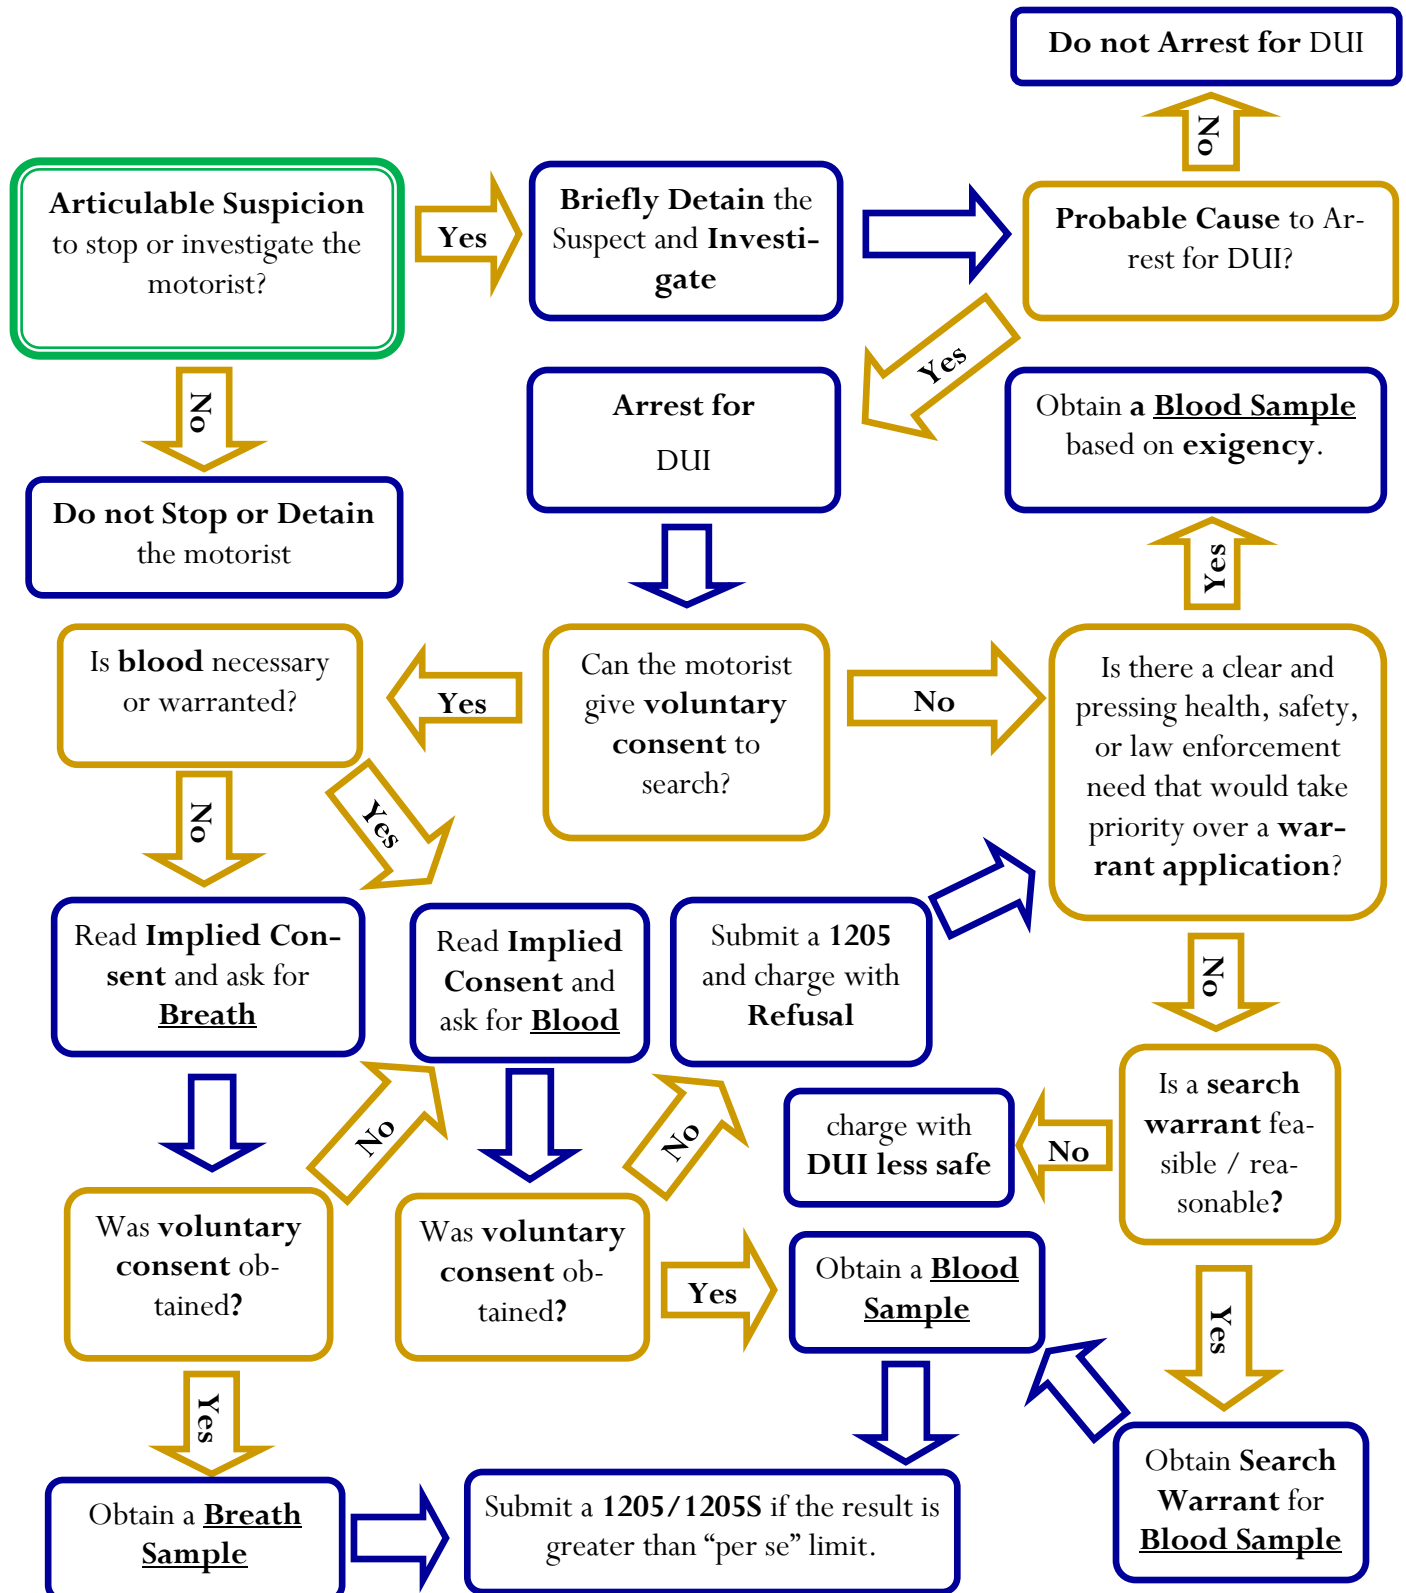 Do not Arrest for DUI
No
Articulable Suspicion
to stop or investigate the
motorist?
Yes
Briefly Detain the
Suspect and Investi-
gate
Probable Cause to Ar-
rest for DUI?
Yes
No
Arrest for
DUI
Obtain a Blood Sample
based on exigency.
Do not Stop or Detain
the motorist
Yes
Is blood necessary
or warranted?
Yes
Can the motorist
give voluntary
consent to
search?
No
Is there a clear and
pressing health, safety,
or law enforcement
need that would take
priority over a war-
rant application?
No
Yes
Read Implied Con-
sent and ask for
Breath
Read Implied
Consent and
ask for Blood
Submit a 1205
and charge with
Refusal
No
No
No
Is a search
warrant fea-
sible / rea-
sonable?
No
charge with
DUI less safe
Was voluntary
consent ob-
tained?
Was voluntary
consent ob-
tained?
Yes
Obtain a Blood
Sample
Yes
Yes
Obtain a Breath
Sample
Submit a 1205/1205S if the result is
greater than “per se” limit.
Obtain Search
Warrant for
Blood Sample